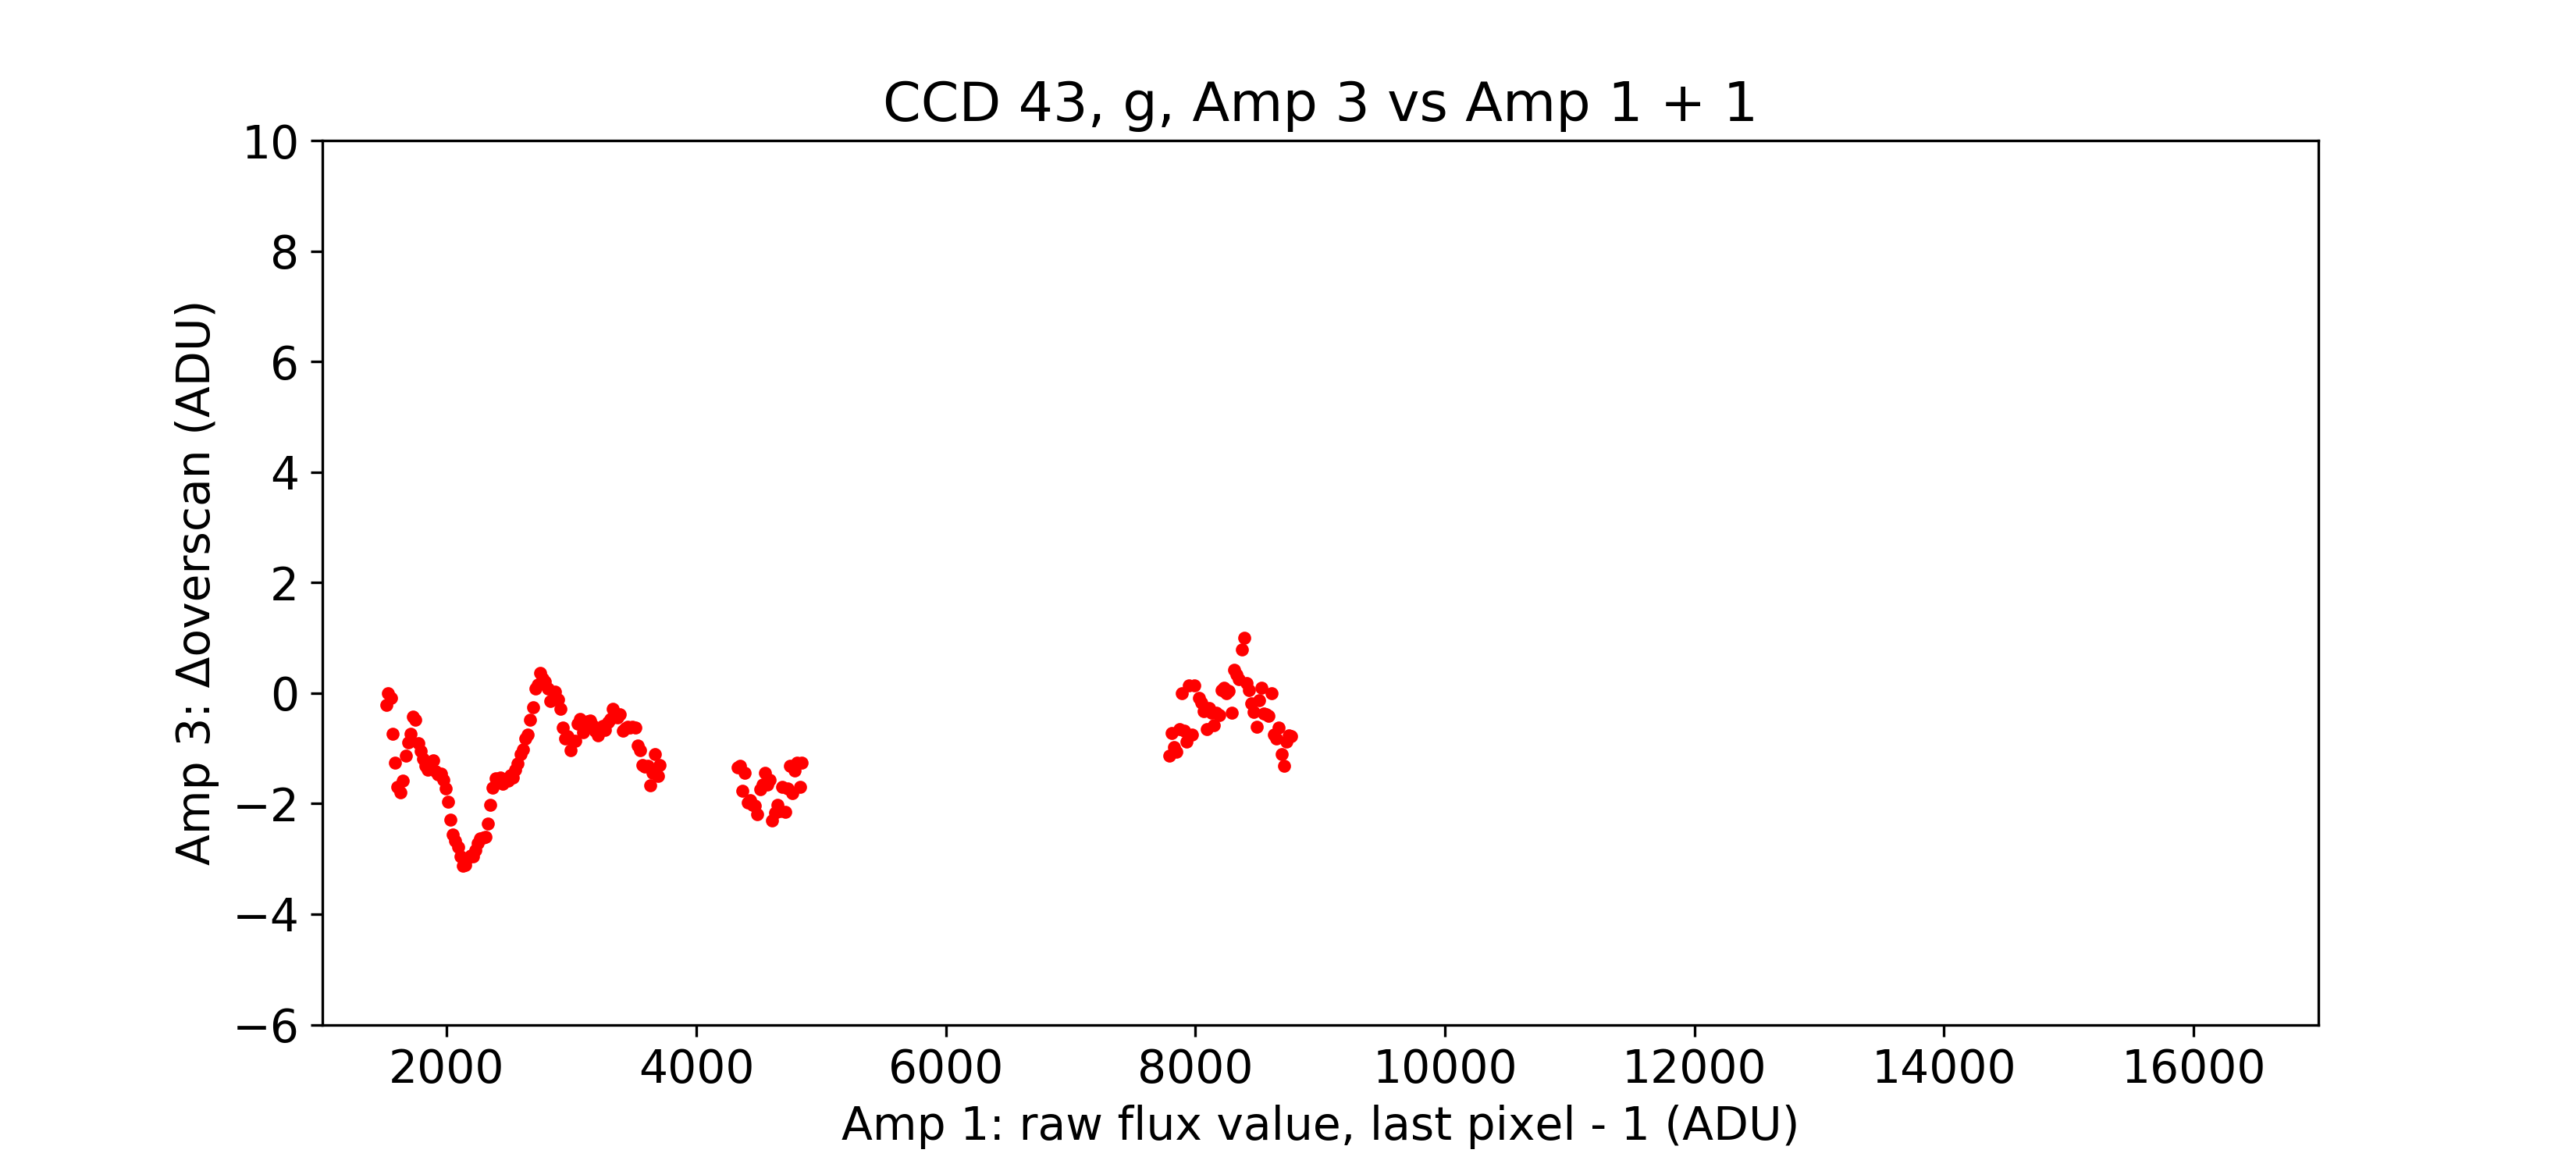 CCD 43, g, Amp 3 vs Amp 1 + 1
10
8
6
4
2
0
−2
−4
−6
Amp 3: Δoverscan (ADU)
2000 4000 6000 8000 10000 12000 14000 16000
Amp 1: raw flux value, last pixel - 1 (ADU)